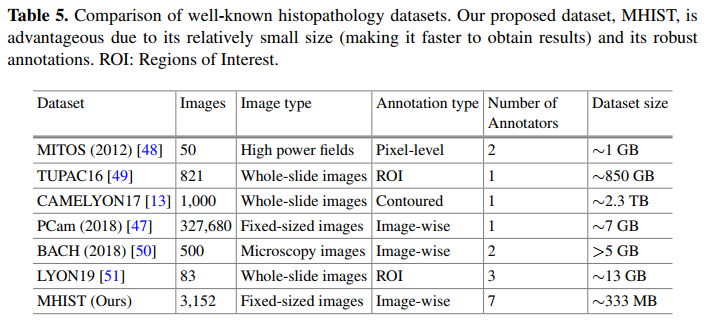 Table 5. Comparison of well-known histopathology datasets. Our proposed dataset, MHIST, is
advantageous due to its relatively small size (making it faster to obtain results) and its robust
annotations. ROI: Regions of Interest.
Dataset Images Image type Annotation type Number of Annotators Dataset size
MITOS (2012) [48] 50 High power fields Pixel-level 2 ∼1 GB
TUPAC16 [49] 821 Whole-slide images ROI 1 ∼850 GB
CAMELYON17 [13] 1,000 Whole-slide images Contoured 1 ∼2.3 TB
PCam (2018) [47] 327,680 Fixed-sized images Image-wise 1 ∼7 GB
BACH (2018) [50] 500 Microscopy images Image-wise 2 >5 GB
LYON19 [51] 83 Whole-slide images ROI 3 ∼13 GB
MHIST (Ours) 3,152 Fixed-sized images Image-wise 7 ∼333 MB